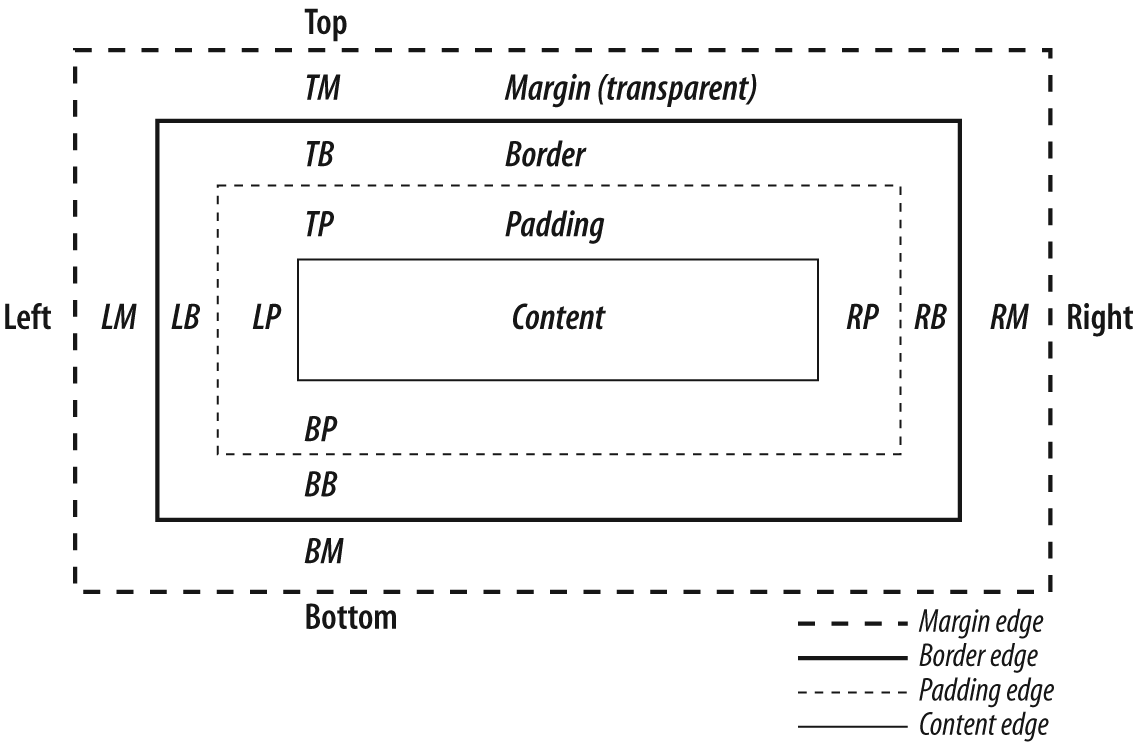 Top
TM Margin (transparent)
TB Border
TP Padding
Left LM LB LP Content RP RB RM Right
BP
BB
BM
Bottom
Margin edge
Border edge
Padding edge
Content edge